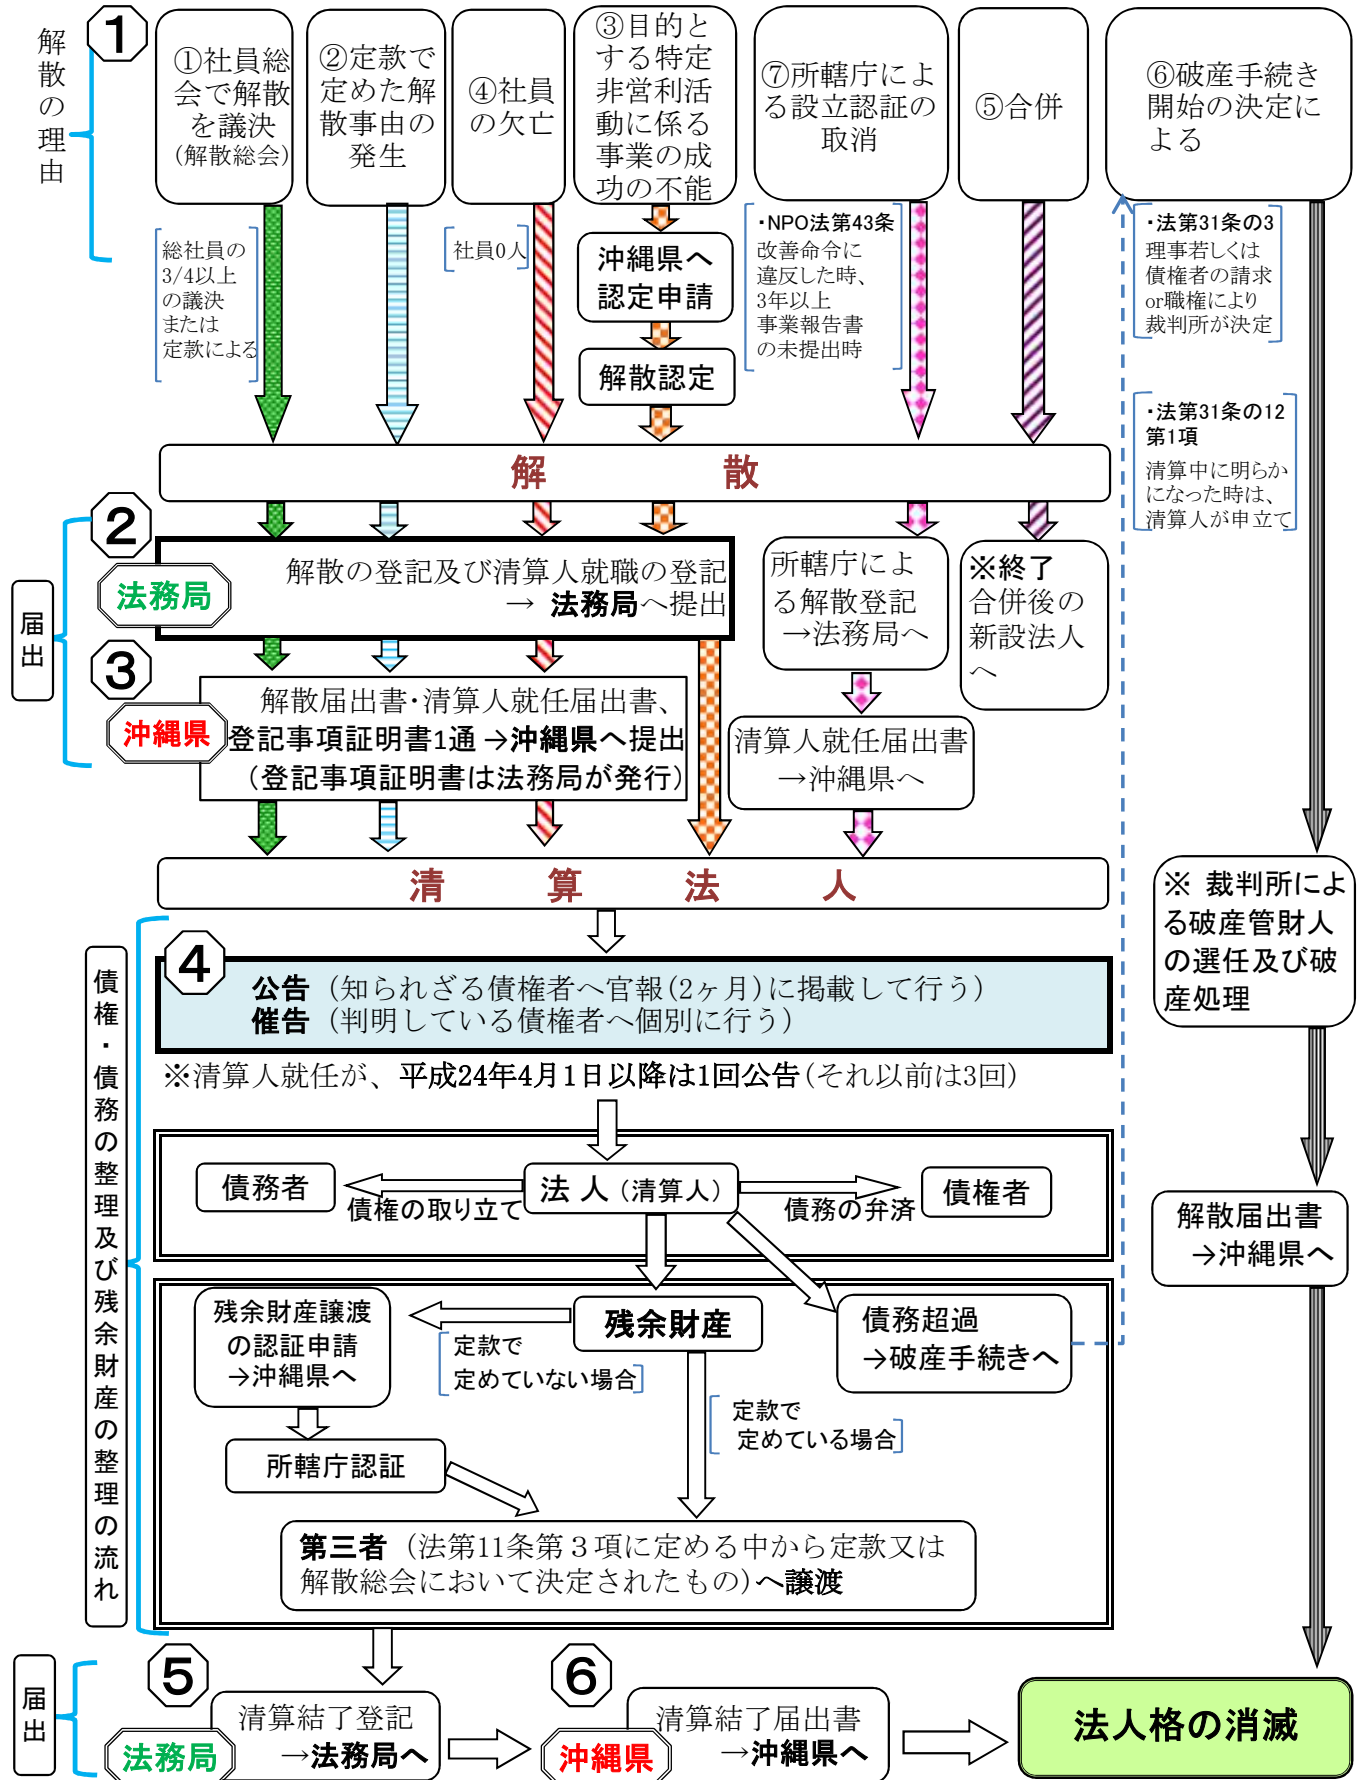 解散の理由
1
①社員総
会で解散
を議決
(解散総会)
②定款で
定めた解
散事由の
発生
④社員
の欠亡
③目的と
する特定
非営利活
動に係る
事業の成
功の不能
⑦所轄庁によ
る設立認証の
取消
⑤合併
⑥破産手続き
開始の決定に
よる
総社員の
3/4以上
の議決
または
定款による
社員0人
沖縄県へ
認定申請
解散認定
・NPO法第43条
改善命令に
違反した時、
3年以上
事業報告書
の未提出時
・法第31条の3
理事若しくは
債権者の請求
or職権により
裁判所が決定
・法第31条の12
第1項
清算中に明らか
になった時は、
清算人が申立て
解 散
届出
2
法務局
解散の登記及び清算人就職の登記
→ 法務局へ提出
所轄庁によ
る解散登記
→法務局へ
※終了
合併後の
新設法人
へ
3
沖縄県
解散届出書・清算人就任届出書、
登記事項証明書1通→沖縄県へ提出
(登記事項証明書は法務局が発行)
清算人就任届出書
→沖縄県へ
清 算 法 人
※ 裁判所によ
る破産管財人
の選任及び破
産処理
債権・債務の整理及び残余財産の整理の流れ
4
公告 (知られざる債権者へ官報(2ヶ月)に掲載して行う)
催告 (判明している債権者へ個別に行う)
※清算人就任が、平成24年4月1日以降は1回公告(それ以前は3回)
債務者
債権の取り立て
法 人 (清算人)
債務の弁済
債権者
解散届出書
→沖縄県へ
残余財産譲渡
の認証申請
→沖縄県へ
定款で
定めていない場合
残余財産
債務超過
→破産手続きへ
定款で
定めている場合
所轄庁認証
第三者 (法第11条第3項に定める中から定款又は
解散総会において決定されたもの)へ譲渡
届出
5
法務局
清算結了登記
→法務局へ
6
沖縄県
清算結了届出書
→沖縄県へ
法人格の消滅